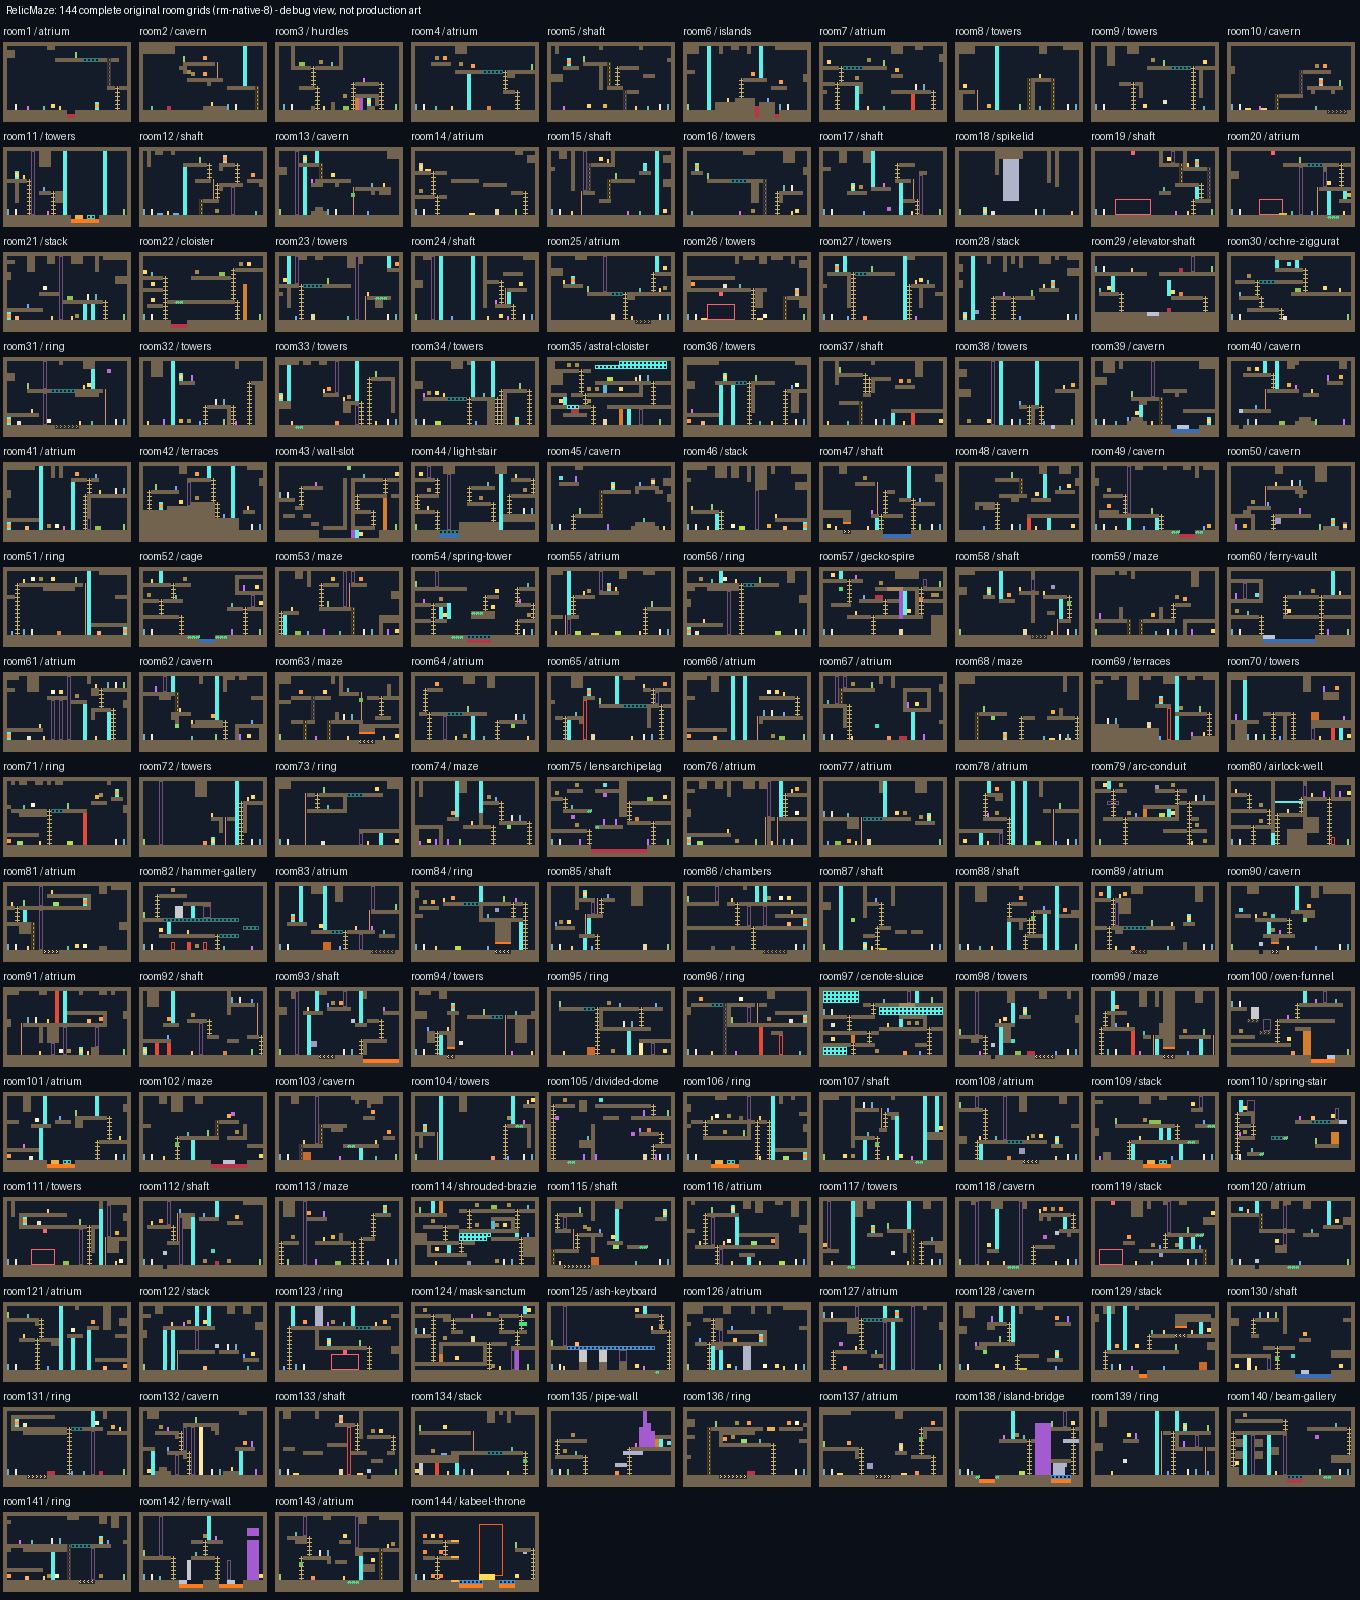 RelicMaze: 144 complete original room grids (rm-native-8) - debug view, not production art
room1 / atrium room2 / cavern room3 / hurdles room4 / atrium room5 / shaft room6 / islands room7 / atrium room8 / towers room9 / towers room10 / cavern
room11 / towers room12 / shaft room13 / cavern room14 / atrium room15 / shaft room16 / towers room17 / shaft room18 / spikelid room19 / shaft room20 / atrium
room21 / stack room22 / cloister room23 / towers room24 / shaft room25 / atrium room26 / towers room27 / towers room28 / stack room29 / elevator-shaft room30 / ochre-ziggurat
room31 / ring room32 / towers room33 / towers room34 / towers room35 / astral-cloister room36 / towers room37 / shaft room38 / towers room39 / cavern room40 / cavern
room41 / atrium room42 / terraces room43 / wall-slot room44 / light-stair room45 / cavern room46 / stack room47 / shaft room48 / cavern room49 / cavern room50 / cavern
room51 / ring room52 / cage room53 / maze room54 / spring-tower room55 / atrium room56 / ring room57 / gecko-spire room58 / shaft room59 / maze room60 / ferry-vault
room61 / atrium room62 / cavern room63 / maze room64 / atrium room65 / atrium room66 / atrium room67 / atrium room68 / maze room69 / terraces room70 / towers
room71 / ring room72 / towers room73 / ring room74 / maze room75 / lens-archipelag room76 / atrium room77 / atrium room78 / atrium room79 / arc-conduit room80 / airlock-well
room81 / atrium room82 / hammer-gallery room83 / atrium room84 / ring room85 / shaft room86 / chambers room87 / shaft room88 / shaft room89 / atrium room90 / cavern
room91 / atrium room92 / shaft room93 / shaft room94 / towers room95 / ring room96 / ring room97 / cenote-sluice room98 / towers room99 / maze room100 / oven-funnel
room101 / atrium room102 / maze room103 / cavern room104 / towers room105 / divided-dome room106 / ring room107 / shaft room108 / atrium room109 / stack room110 / spring-stair
room111 / towers room112 / shaft room113 / maze room114 / shrouded-brazie room115 / shaft room116 / atrium room117 / towers room118 / cavern room119 / stack room120 / atrium
room121 / atrium room122 / stack room123 / ring room124 / mask-sanctum room125 / ash-keyboard room126 / atrium room127 / atrium room128 / cavern room129 / stack room130 / shaft
room131 / ring room132 / cavern room133 / shaft room134 / stack room135 / pipe-wall room136 / ring room137 / atrium room138 / island-bridge room139 / ring room140 / beam-gallery
room141 / ring room142 / ferry-wall room143 / atrium room144 / kabeel-throne